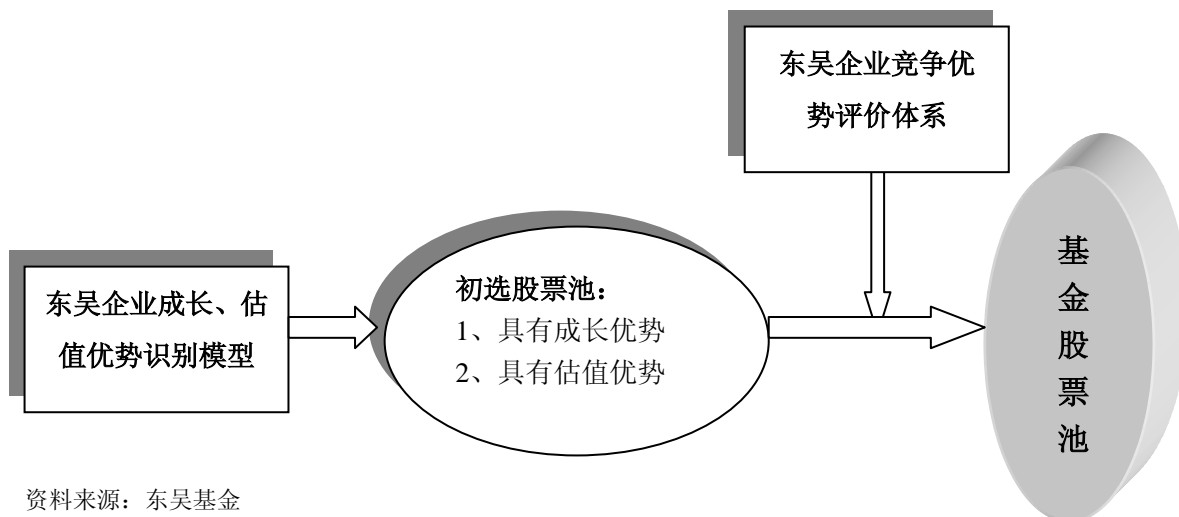 东吴企业竞争优
势评价体系
东吴企业成长、估
值优势识别模型
初选股票池：
1、具有成长优势
2、具有估值优势
基
金
股
票
池
资料来源：东吴基金